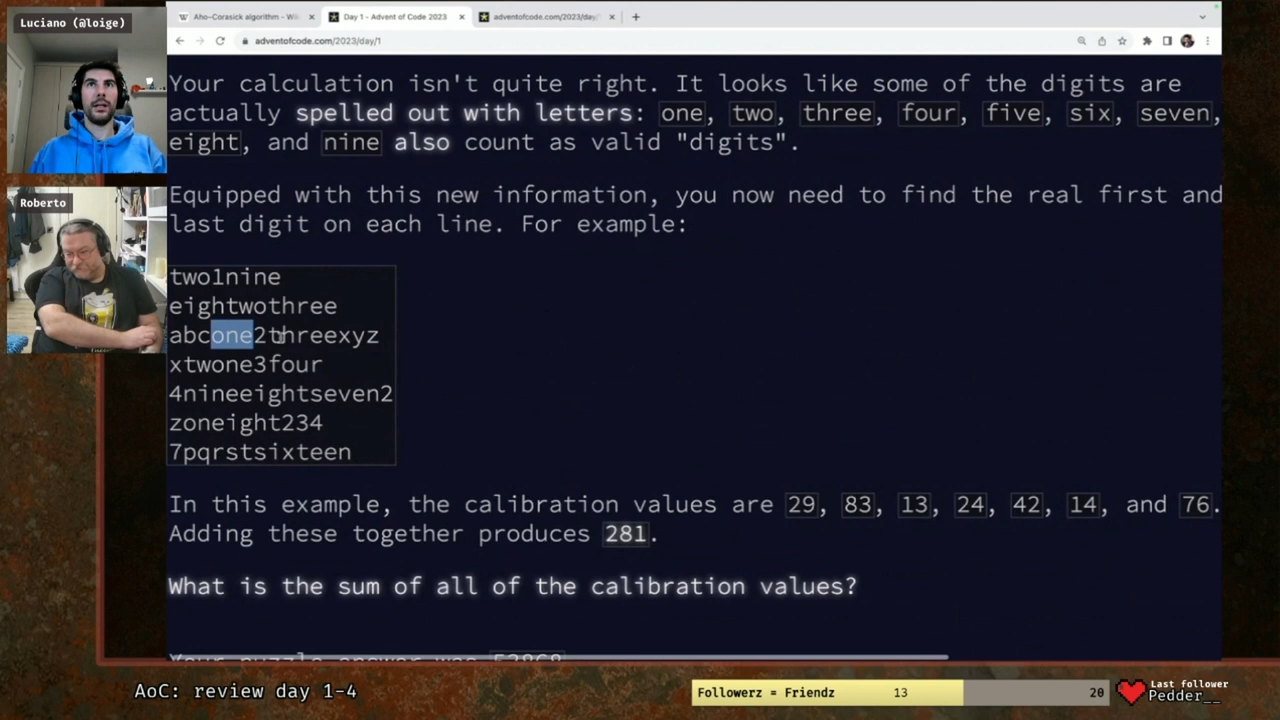 Luciano (@loige)
Roberto
Aho-Corasick algorithm - Wi
Day 1 - Advent of Code 2023
adventofcode.com/2023/day/
adventofcode.com/2023/day/1
Your calculation isn't quite right. It looks like some of the digits are
actually spelled out with letters: one, two, three, four, five, six, seven,
eight, and nine also count as valid "digits".
Equipped with this new information, you now need to find the real first and
last digit on each line. For example:
two1nine
eightwothree
abcone2threexyz
xtwone3four
4nineeightseven2
zoneight234
7pqrstsixteen
In this example, the calibration values are 29, 83, 13, 24, 42, 14, and 76.
Adding these together produces 281.
What is the sum of all of the calibration values?
Your puzzle answer was
AoC: review day 1-4
Followerz = Friendz 13 20
Last follower
Pedder__